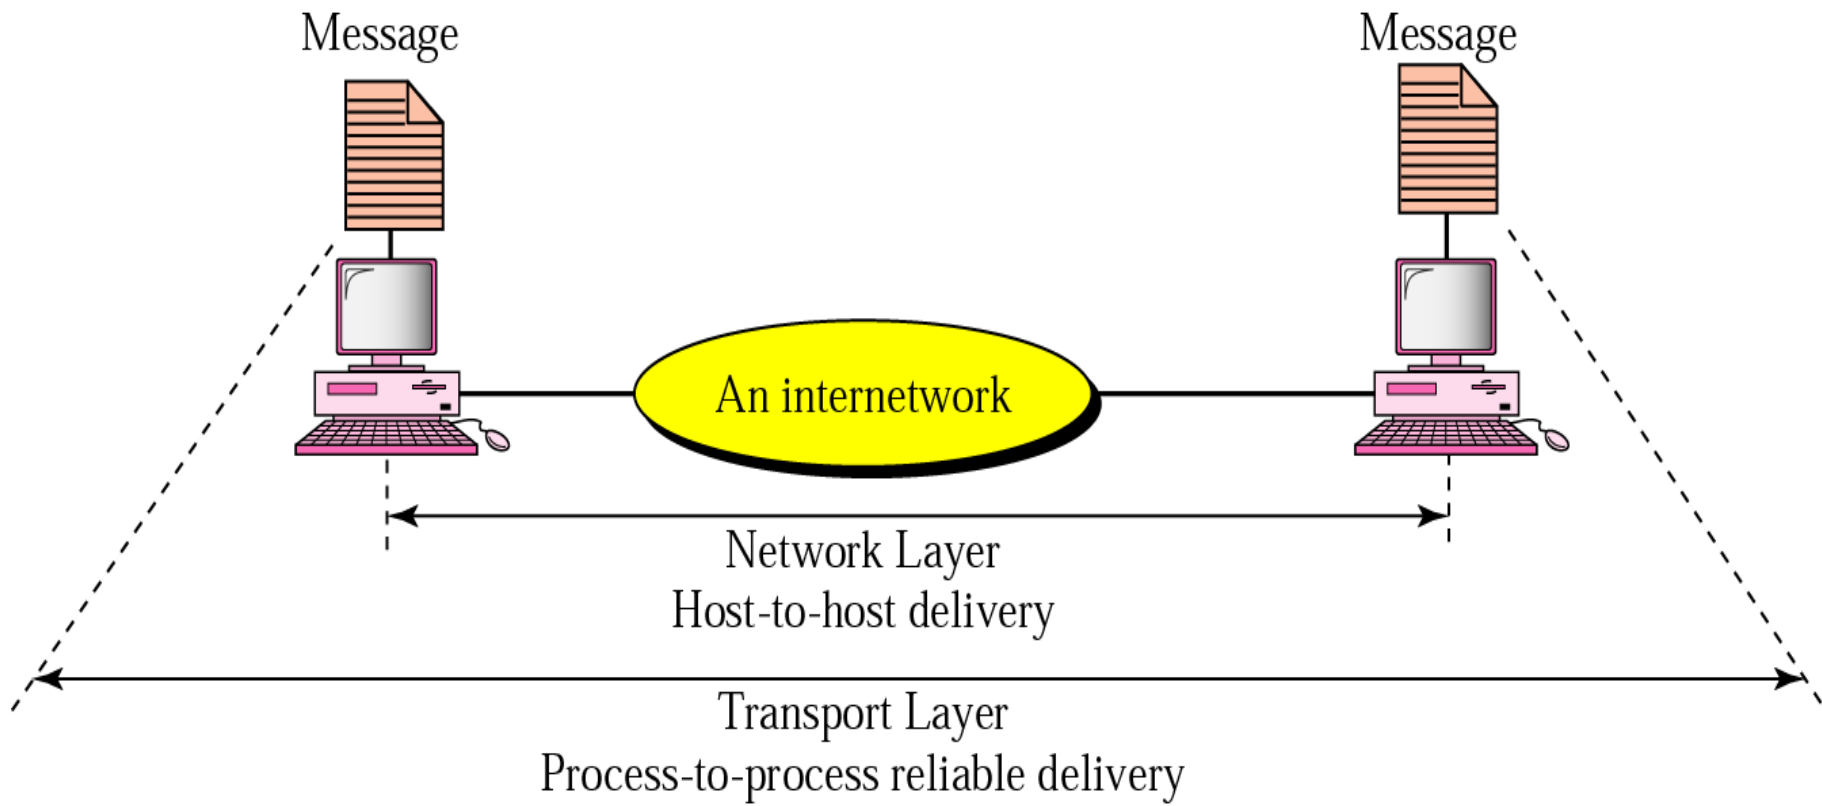 Message
Message
An internetwork
Network Layer
Host-to-host delivery
Transport Layer
Process-to-process reliable delivery